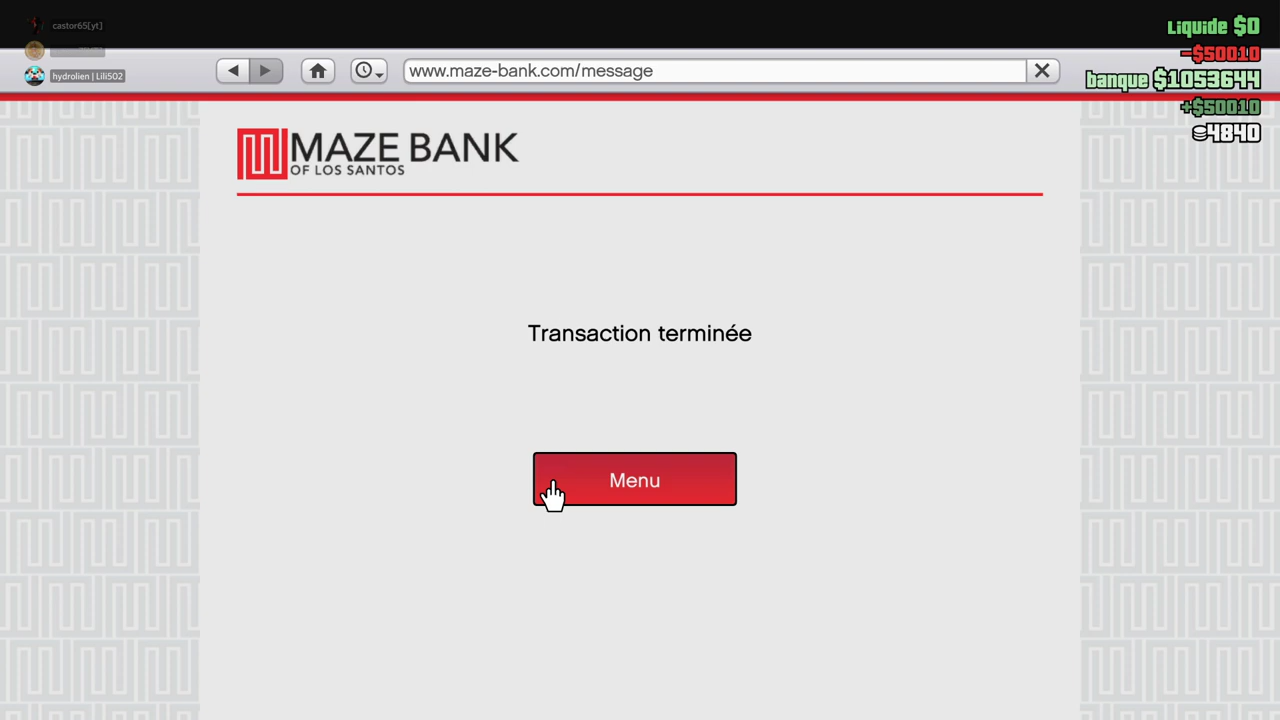 castor65[yt]
hydrolien | Lili502
www.maze-bank.com/message
Liquide $0
-$50010
banque $1053644
+$50010
4840
MAZE BANK
OF LOS SANTOS
Transaction terminée
Menu